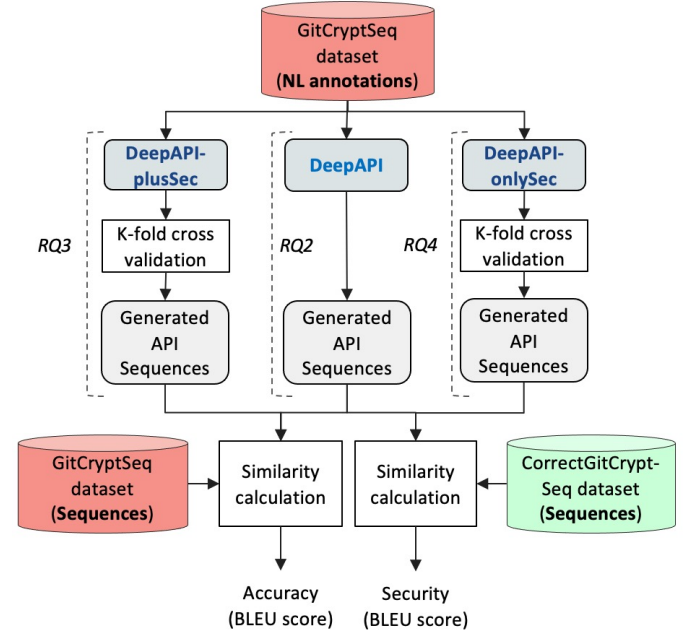 GitCryptSeq
dataset
(NL annotations)
DeepAPI-
plusSec
DeepAPI
DeepAPI-
onlySec
RQ3
K-fold cross
validation
RQ2
RQ4
K-fold cross
validation
Generated
API
Sequences
Generated
API
Sequences
Generated
API
Sequences
GitCryptSeq
dataset
(Sequences)
Similarity
calculation
Similarity
calculation
CorrectGitCrypt-
Seq dataset
(Sequences)
Accuracy
(BLEU score)
Security
(BLEU score)